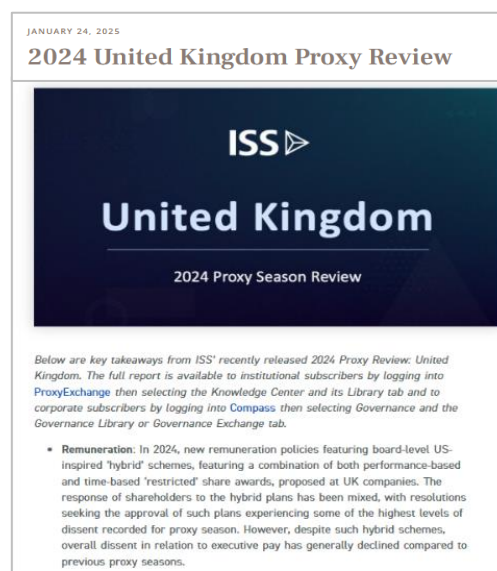 JANUARY 24, 2025
2024 United Kingdom Proxy Review
ISS
United Kingdom
2024 Proxy Season Review
Below are key takeaways from ISS' recently released 2024 Proxy Review: United
Kingdom. The full report is available to institutional subscribers by logging into
ProxyExchange then selecting the Knowledge Center and its Library tab and to
corporate subscribers by logging into Compass then selecting Governance and the
Governance Library or Governance Exchange tab.
• Remuneration: In 2024, new remuneration policies featuring board-level US-
inspired 'hybrid' schemes, featuring a combination of both performance-based
and time-based 'restricted' share awards, proposed at UK companies. The
response of shareholders to the hybrid plans has been mixed, with resolutions
seeking the approval of such plans experiencing some of the highest levels of
dissent recorded for proxy season. However, despite such hybrid schemes,
overall dissent in relation to executive pay has generally declined compared to
previous proxy seasons.